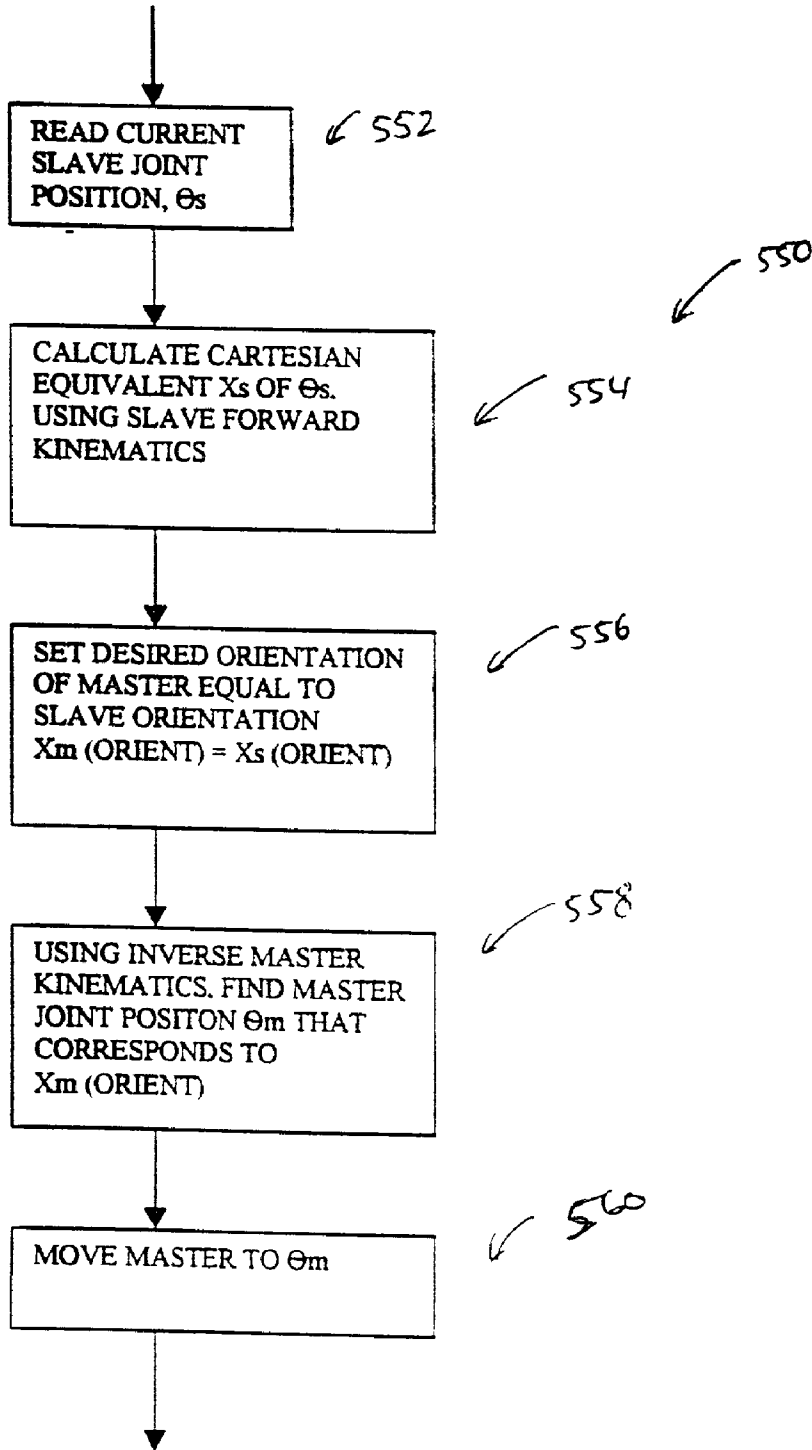 READ CURRENT
SLAVE JOINT
POSITION, Θs
552
550
CALCULATE CARTESIAN
EQUIVALENT Xs OF Θs.
USING SLAVE FORWARD
KINEMATICS
554
SET DESIRED ORIENTATION
OF MASTER EQUAL TO
SLAVE ORIENTATION
Xm (ORIENT) = Xs (ORIENT)
556
USING INVERSE MASTER
KINEMATICS. FIND MASTER
JOINT POSITON Θm THAT
CORRESPONDS TO
Xm (ORIENT)
558
MOVE MASTER TO Θm
560